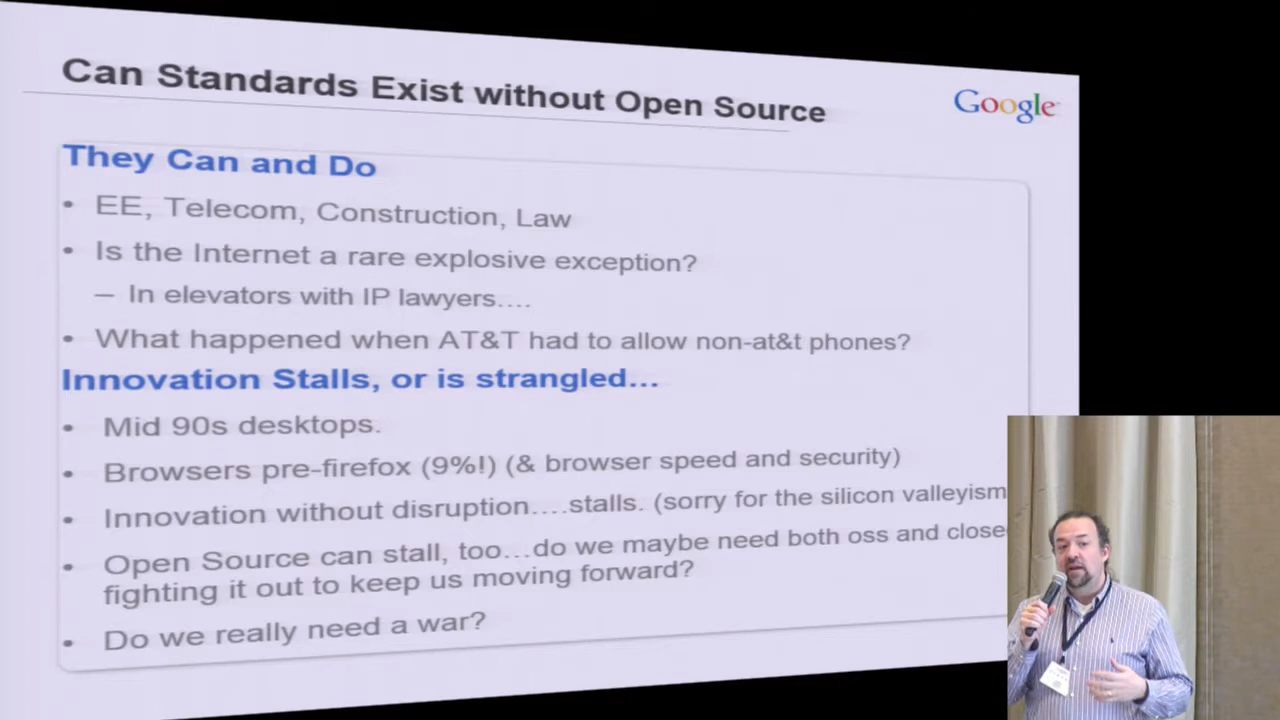 Can Standards Exist without Open Source
Google
They Can and Do
• EE, Telecom, Construction, Law
• Is the Internet a rare explosive exception?
– In elevators with IP lawyers....
• What happened when AT&T had to allow non-at&t phones?
Innovation Stalls, or is strangled...
• Mid 90s desktops.
• Browsers pre-firefox (9%!) (& browser speed and security)
• Innovation without disruption....stalls. (sorry for the silicon valleyism
• Open Source can stall, too...do we maybe need both oss and close
fighting it out to keep us moving forward?
• Do we really need a war?